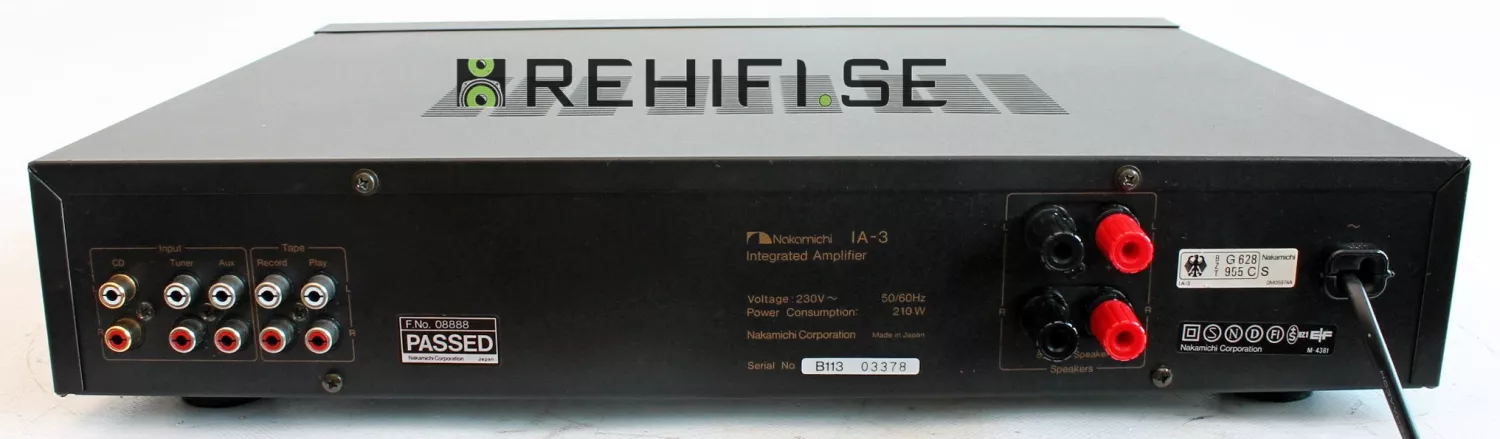 REHIFI.SE
Input
Tape
CD
Tuner
Aux
Record
Play
L
L
R
R
F.No. 08888
PASSED
Nakamichi Corporation Japan
Nakamichi IA-3
Integrated Amplifier
Voltage: 230V ~ 50/60Hz
Power Consumption: 210 W
Nakamichi Corporation Made in Japan
Serial No. B113 03378
L
L
R
R
Speakers
G 628
955 C S
Nakamichi
IA-3
~
S N D FI
Nakamichi Corporation
M-4381